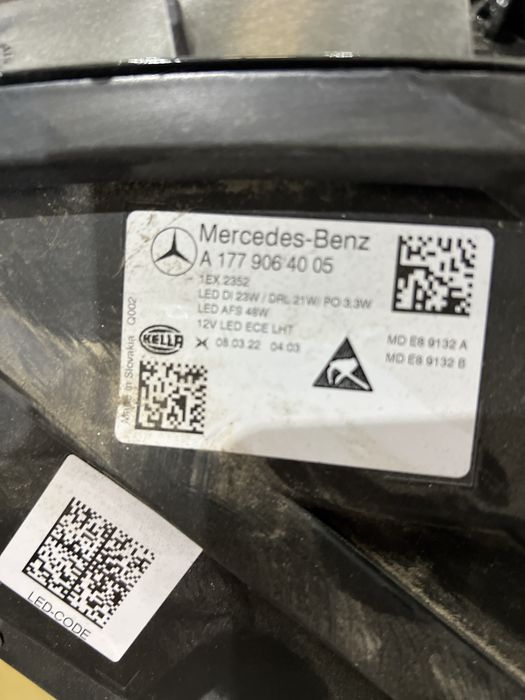 Mercedes-Benz
A 177 906 40 05
1EX.2352
LED DI 23W / DRL 21W/ PO 3,3W
LED AFS 48W
12V LED ECE LHT
HELLA
08.03.22 04:03
MD E8 9132 A
MD E8 9132 B
Made in Slovakia Q002
LED-CODE